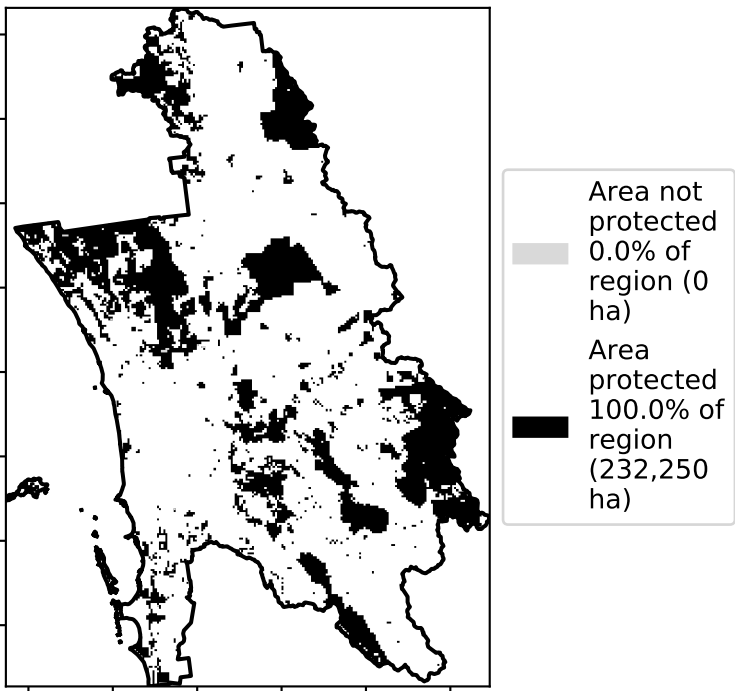 Area not
protected
0.0% of
region (0
ha)
Area
protected
100.0% of
region
(232,250
ha)